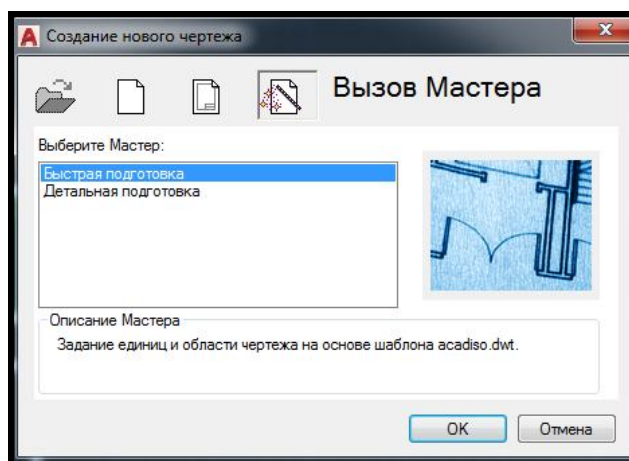 Создание нового чертежа
Вызов Мастера
Выберите Мастер:
Быстрая подготовка
Детальная подготовка
Описание Мастера
Задание единиц и области чертежа на основе шаблона acadiso.dwt.
OK
Отмена